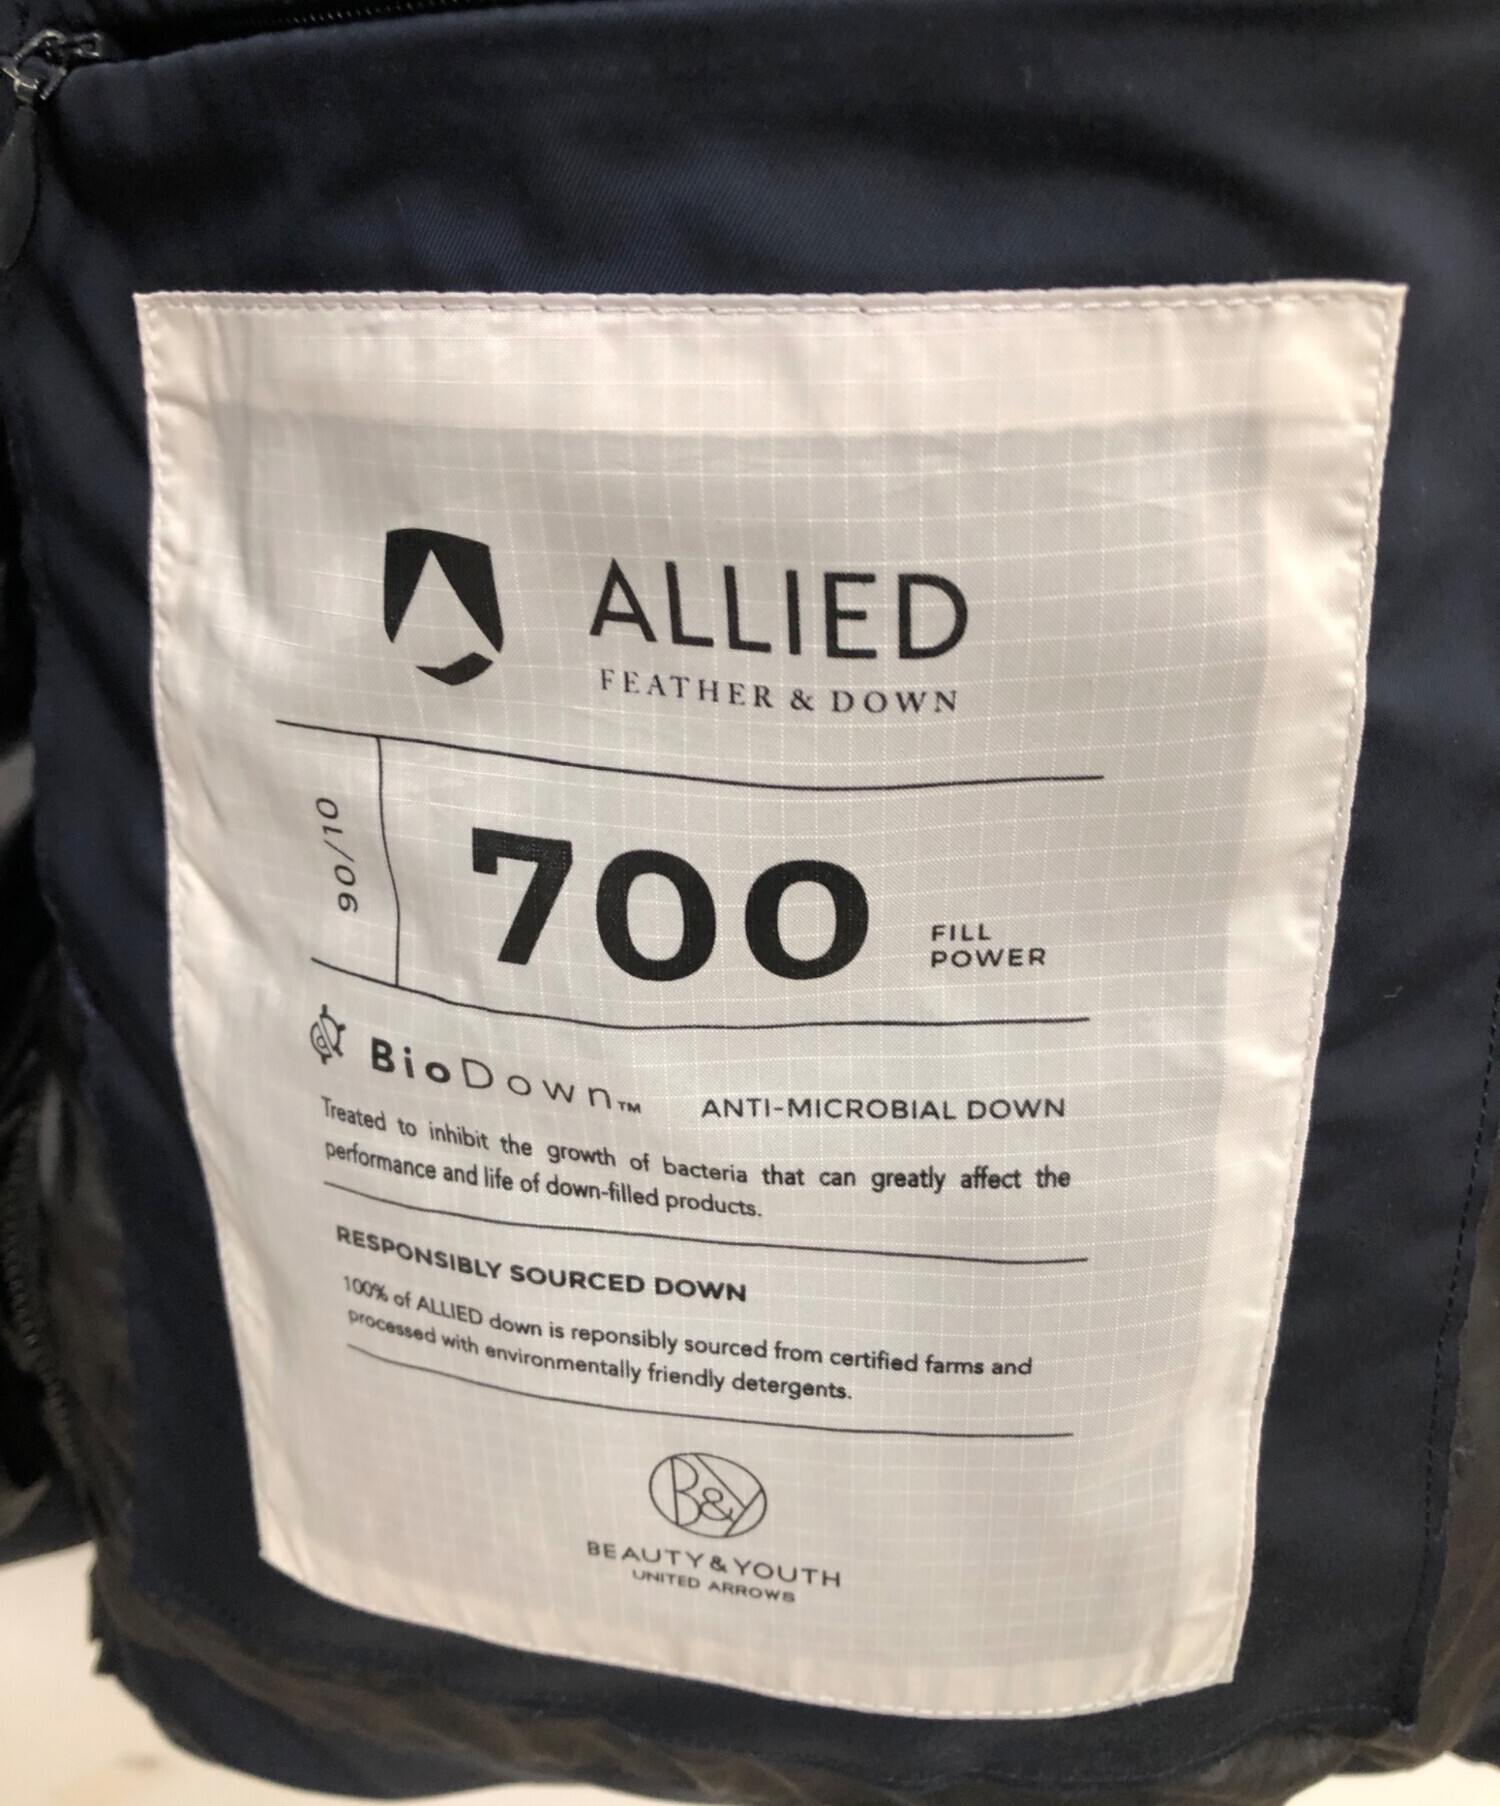 ALLIED
FEATHER & DOWN
90/10
700
FILL
POWER
BioDown™
ANTI-MICROBIAL DOWN
Treated to inhibit the growth of bacteria that can greatly affect the
performance and life of down-filled products.
RESPONSIBLY SOURCED DOWN
100% of ALLIED down is reponsibly sourced from certified farms and
processed with environmentally friendly detergents.
B&Y
BEAUTY & YOUTH
UNITED ARROWS